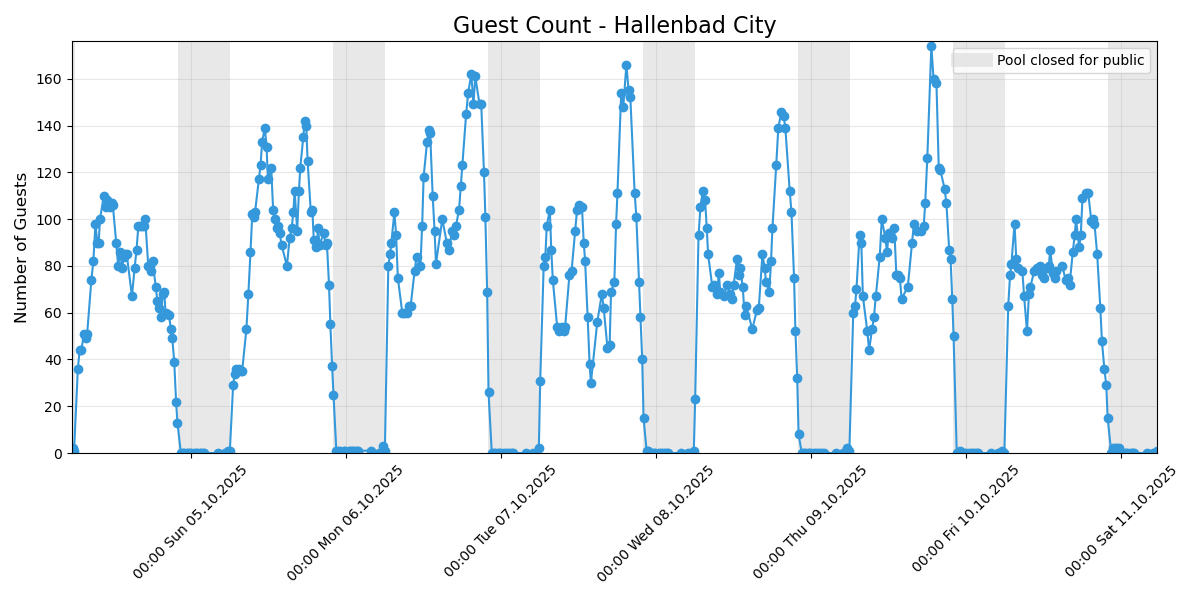 Guest Count - Hallenbad City
Pool closed for public
Number of Guests
160
140
120
100
80
60
40
20
0
00:00 Sun 05.10.2025
00:00 Mon 06.10.2025
00:00 Tue 07.10.2025
00:00 Wed 08.10.2025
00:00 Thu 09.10.2025
00:00 Fri 10.10.2025
00:00 Sat 11.10.2025